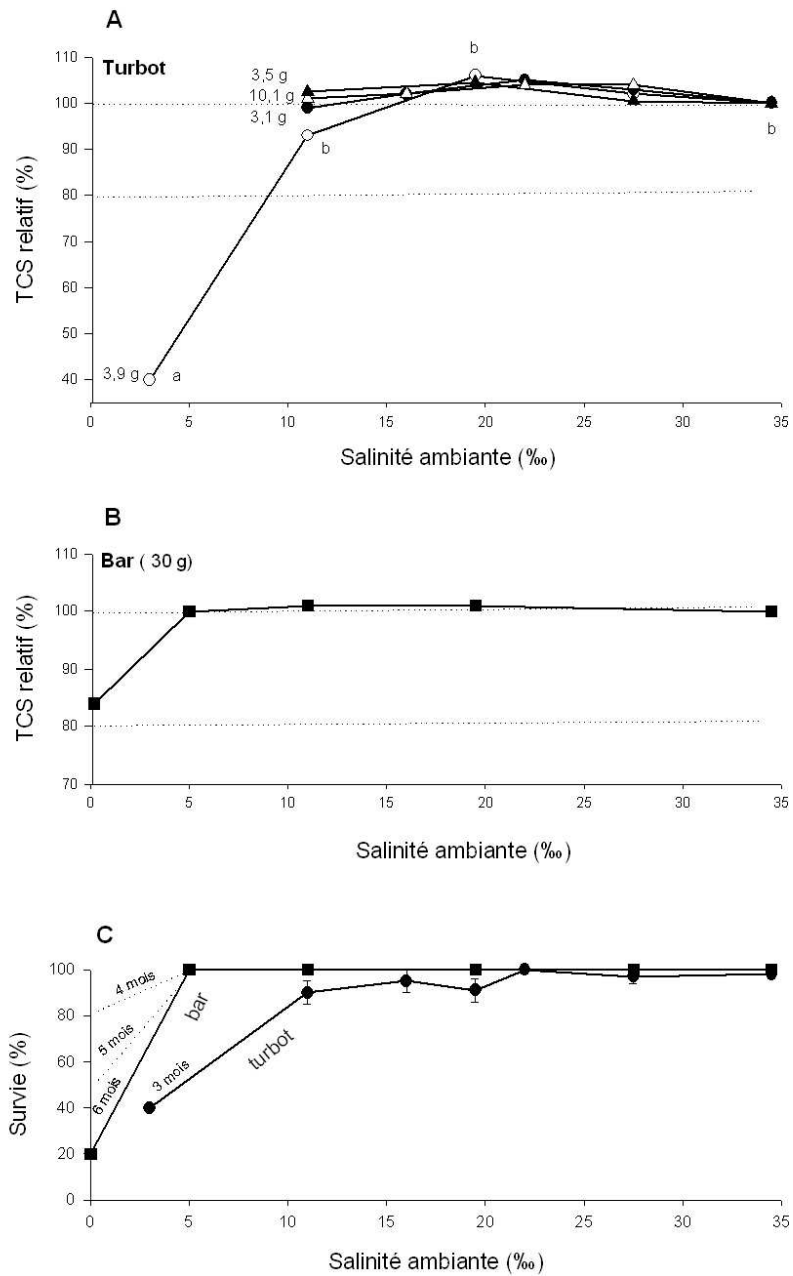 A
Turbot
TCS relatif (%)
110
100
90
80
70
60
50
40
3,5 g
10,1 g
3,1 g
3,9 g
a
b
b
b
0 5 10 15 20 25 30 35
Salinité ambiante (‰)
B
Bar ( 30 g)
TCS relatif (%)
110
100
90
80
70
0 5 10 15 20 25 30 35
Salinité ambiante (‰)
C
Survie (%)
100
80
60
40
20
0
4 mois
5 mois
6 mois
bar
3 mois
turbot
0 5 10 15 20 25 30 35
Salinité ambiante (‰)